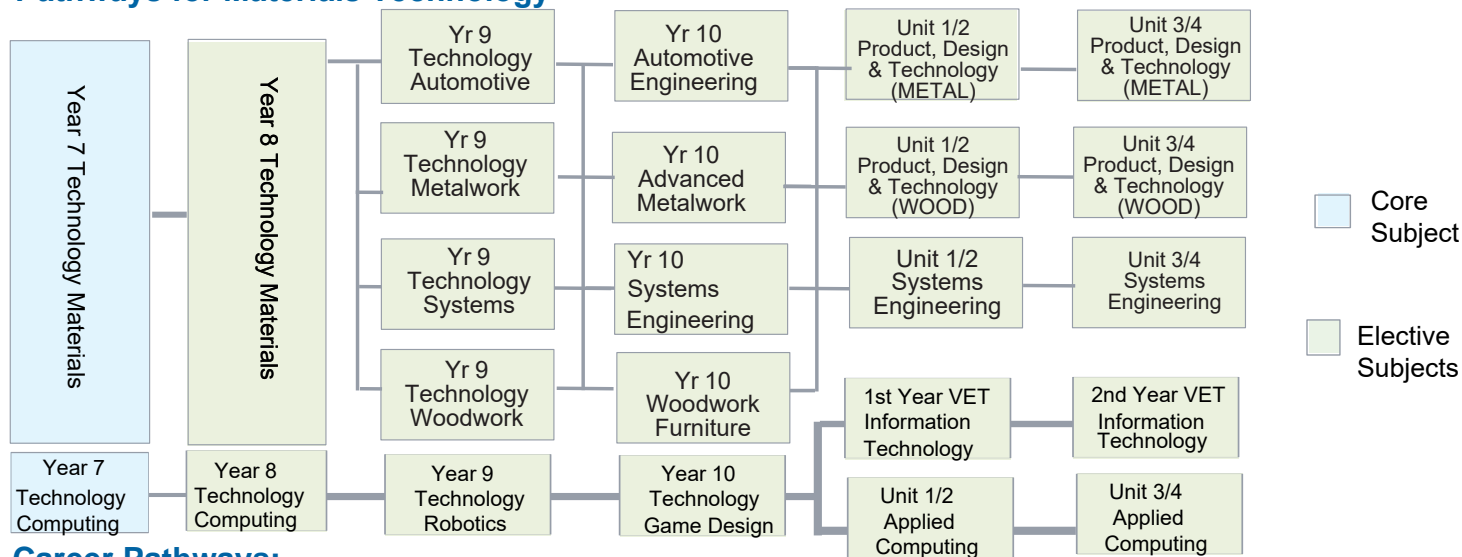 Pathways for Materials Technology
Year 7 Technology Materials
Year 8 Technology Materials
Yr 9
Technology
Automotive
Yr 10
Automotive
Engineering
Unit 1/2
Product, Design
& Technology
(METAL)
Unit 3/4
Product, Design
& Technology
(METAL)
Yr 9
Technology
Metalwork
Yr 10
Advanced
Metalwork
Unit 1/2
Product, Design
& Technology
(WOOD)
Unit 3/4
Product, Design
& Technology
(WOOD)
Yr 9
Technology
Systems
Yr 10
Systems
Engineering
Unit 1/2
Systems
Engineering
Unit 3/4
Systems
Engineering
Yr 9
Technology
Woodwork
Yr 10
Woodwork
Furniture
1st Year VET
Information
Technology
2nd Year VET
Information
Technology
Year 7
Technology
Computing
Year 8
Technology
Computing
Year 9
Technology
Robotics
Year 10
Technology
Game Design
Unit 1/2
Applied
Computing
Unit 3/4
Applied
Computing
Core
Subject
Elective
Subjects
Career Pathways: